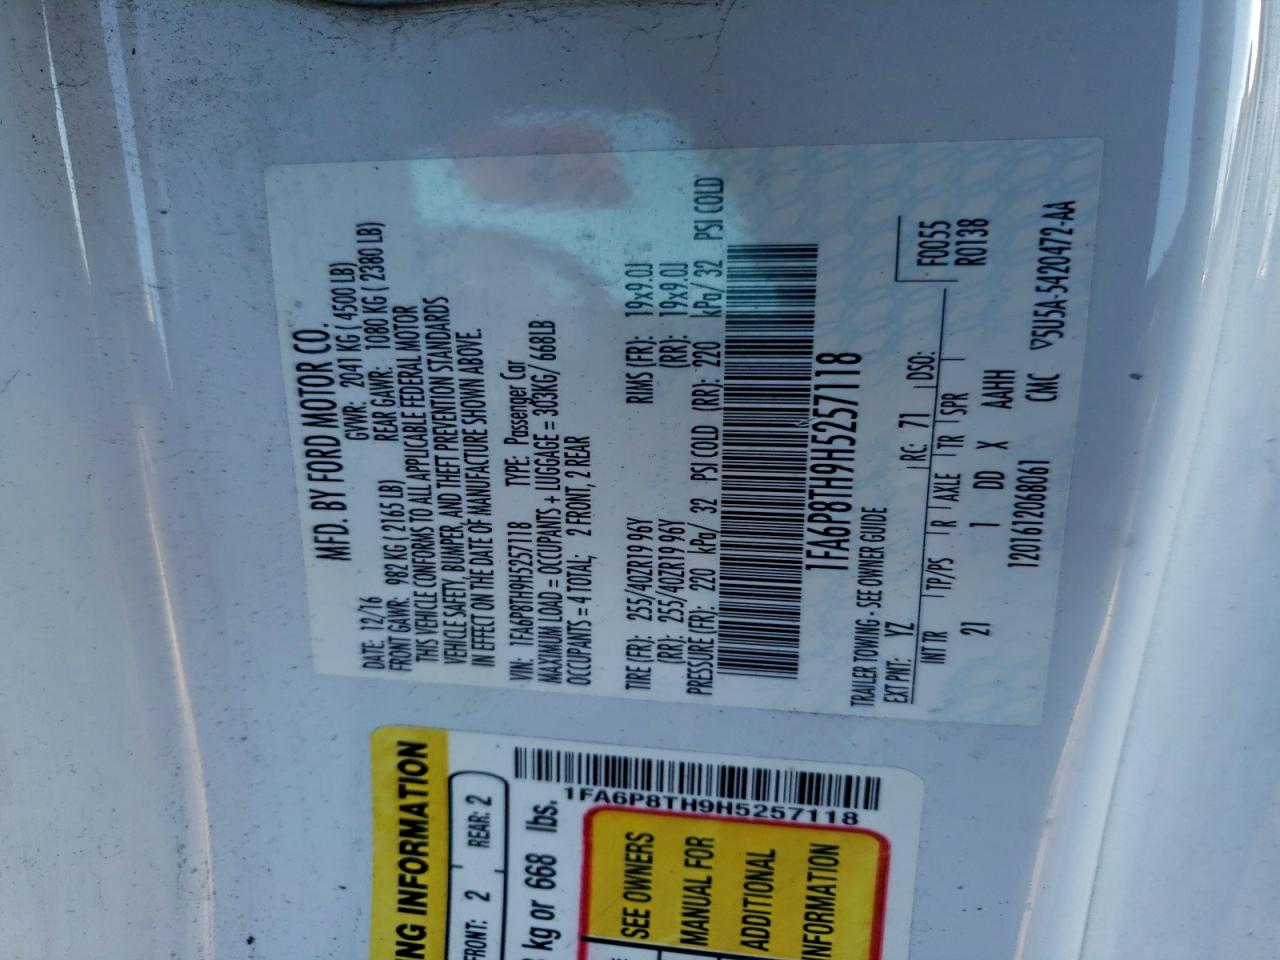 MFD. BY FORD MOTOR CO.
DATE: 12/16 GVWR: 2041 KG ( 4500 LB)
FRONT GAWR: 982 KG ( 2165 LB) REAR GAWR: 1080 KG ( 2380 LB)
THIS VEHICLE CONFORMS TO ALL APPLICABLE FEDERAL MOTOR
VEHICLE SAFETY, BUMPER, AND THEFT PREVENTION STANDARDS
IN EFFECT ON THE DATE OF MANUFACTURE SHOWN ABOVE.
VIN: 1FA6P8TH9H5257118 TYPE: Passenger Car
MAXIMUM LOAD = OCCUPANTS + LUGGAGE = 303KG/ 668LB
OCCUPANTS = 4 TOTAL; 2 FRONT, 2 REAR
TIRE (FR): 255/40ZR19 96Y RIMS (FR): 19x9.0J
(RR): 255/40ZR19 96Y (RR): 19x9.0J
PRESSURE (FR): 220 kPa/ 32 PSI COLD (RR): 220 kPa/ 32 PSI COLD
1FA6P8TH9H5257118
TRAILER TOWING - SEE OWNER GUIDE
EXT PNT: YZ RC: 71 DSO: F0055
INT TR TP/PS R AXLE TR SPR R0138
21 1 DD X AAHH
1201612068061 CMC ▽5U5A-5420472-AA
NG INFORMATION
FRONT: 2 REAR: 2
kg or 668 lbs.
1FA6P8TH9H5257118
SEE OWNERS
MANUAL FOR
ADDITIONAL
INFORMATION